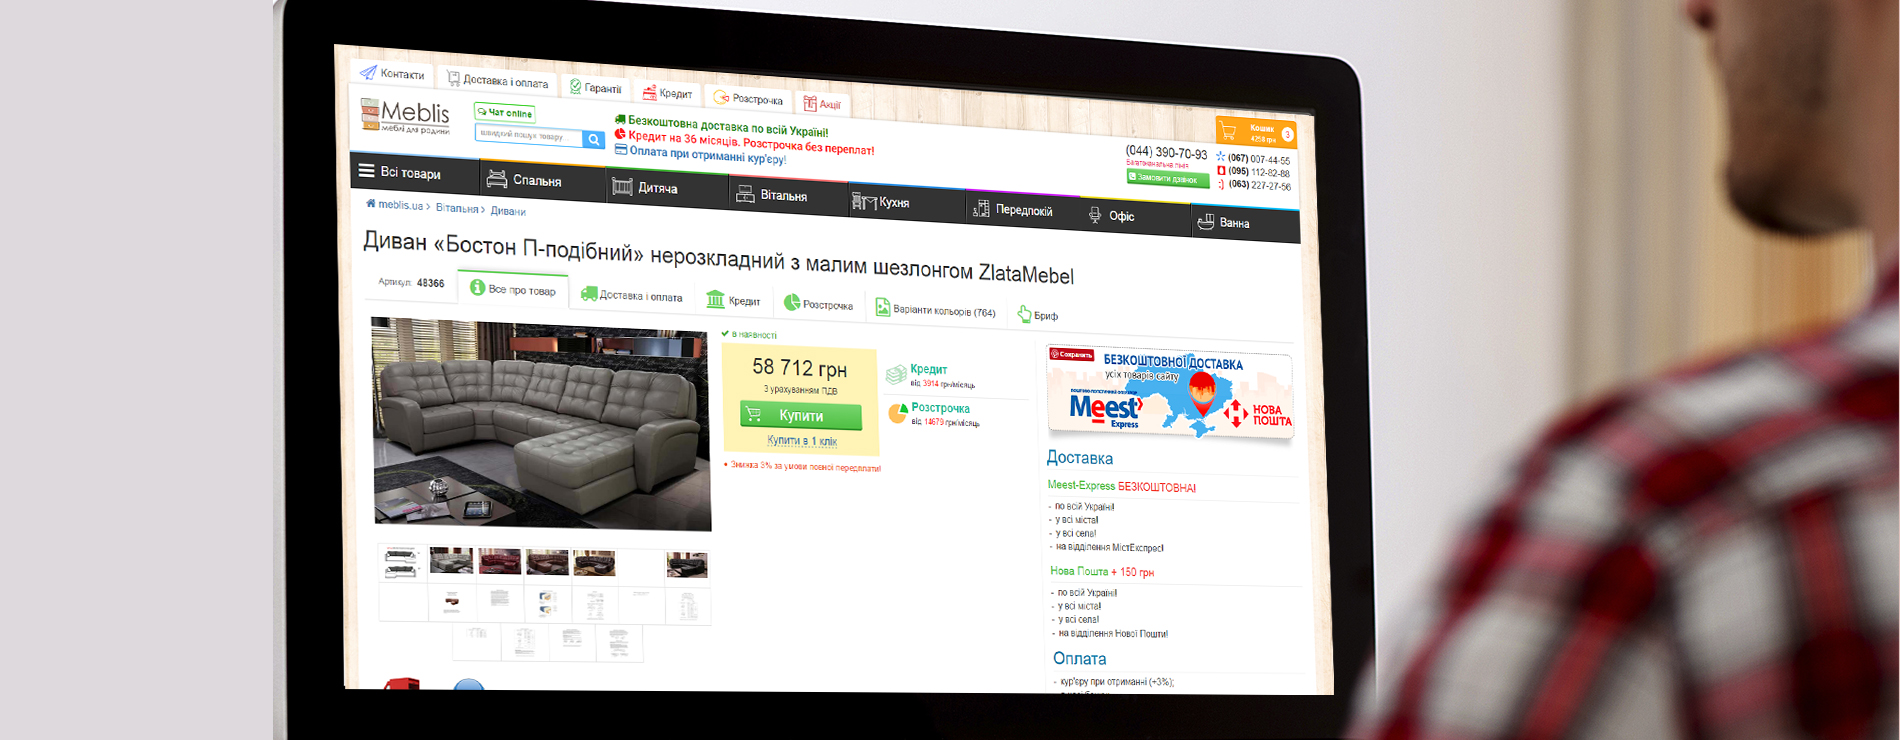 Контакти
Доставка і оплата
Гарантії
Кредит
Розстрочка
Акції
Meblis
меблі для родини
Чат online
швидкий пошук товару...
Безкоштовна доставка по всій Україні!
Кредит на 36 місяців. Розстрочка без переплат!
Оплата при отриманні кур'єру!
(044) 390-70-93
Багатоканальна лінія
Замовити дзвінок
Кошик
4258 грн
3
(067) 007-44-55
(095) 112-82-88
(063) 227-27-56
Всі товари
Спальня
Дитяча
Вітальня
Кухня
Передпокій
Офіс
Ванна
meblis.ua > Вітальня > Дивани
Диван «Бостон П-подібний» нерозкладний з малим шезлонгом ZlataMebel
Артикул: 48366
Все про товар
Доставка і оплата
Кредит
Розстрочка
Варіанти кольорів (764)
Бриф
в наявності
58 712 грн
З урахуванням ПДВ
Купити
Купити в 1 клік
• Знижка 3% за умови повної передплати!
Кредит
від 3914 грн/місяць
Розстрочка
від 14679 грн/місяць
Сохранить
БЕЗКОШТОВНОЇ ДОСТАВКА
усіх товарів сайту
Meest
Express
НОВА
ПОШТА
Доставка
Meest-Express БЕЗКОШТОВНА!
- по всій Україні!
- у всі міста!
- у всі села!
- на відділення МістЕкспрес!
Нова Пошта + 150 грн
- по всій Україні!
- у всі міста!
- у всі села!
- на відділення Нової Пошти!
Оплата
- кур'єру при отриманні (+3%);